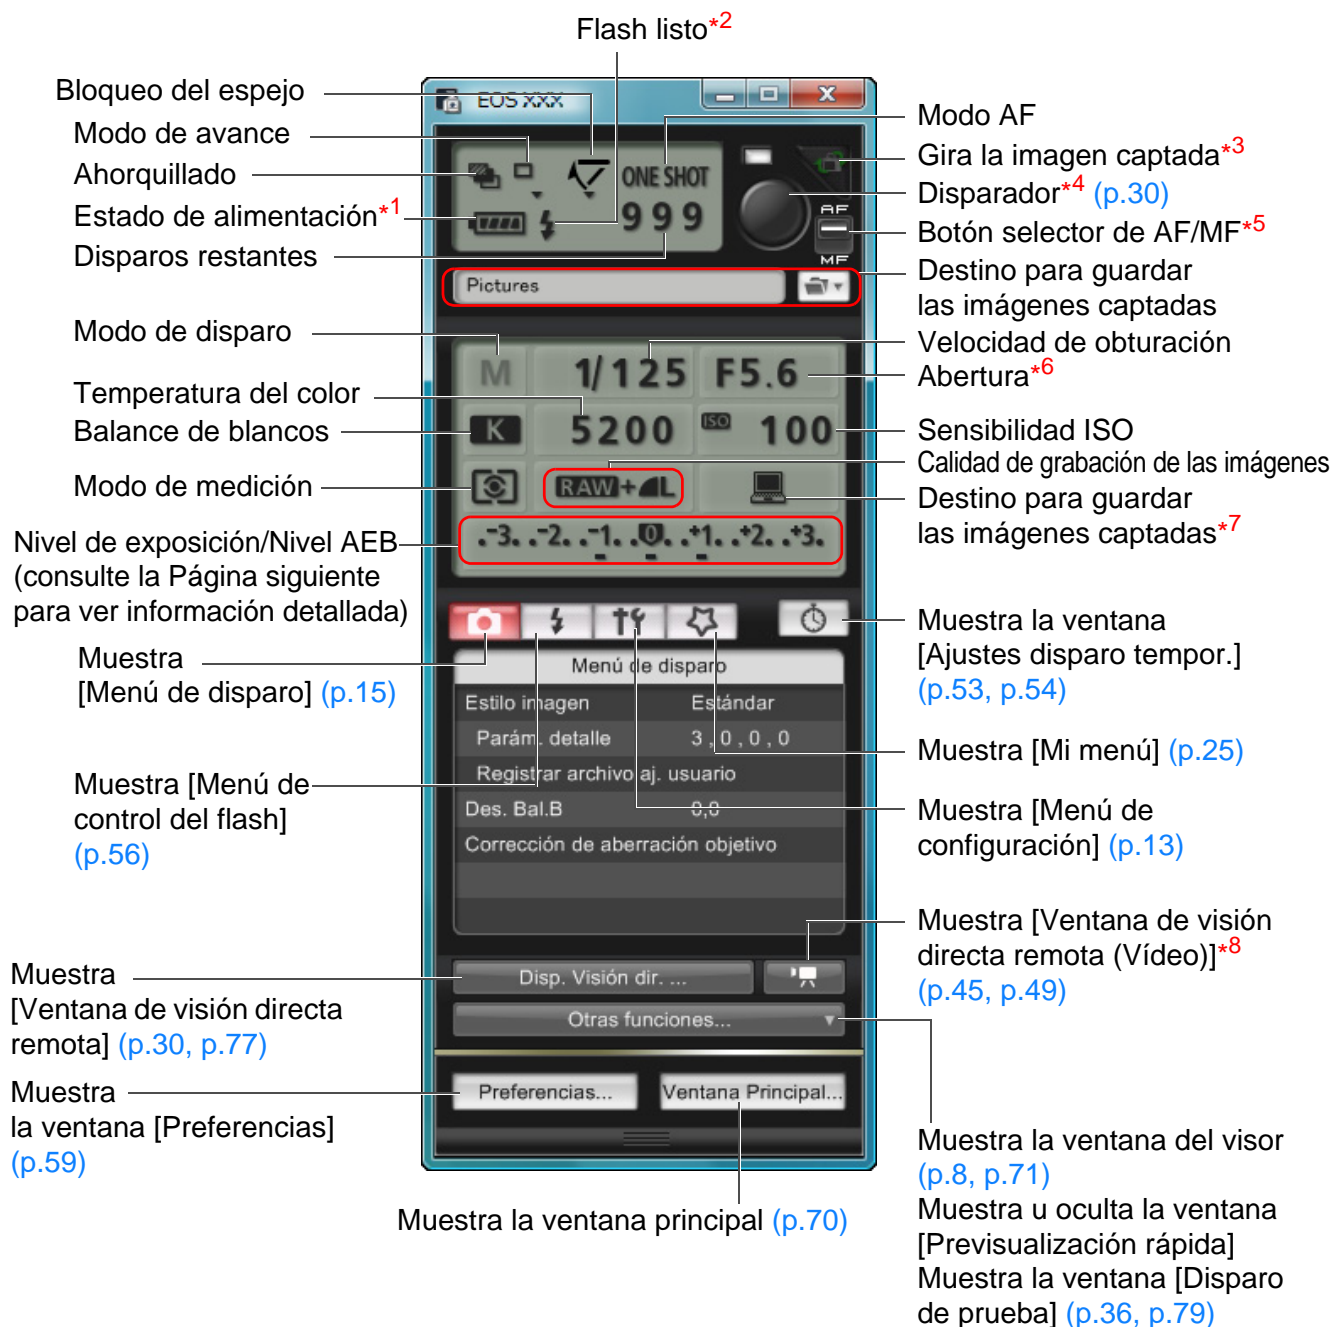 Flash listo*2
Bloqueo del espejo
Modo de avance
Ahorquillado
Estado de alimentación*1
Disparos restantes
Modo de disparo
Temperatura del color
Balance de blancos
Modo de medición
Nivel de exposición/Nivel AEB
(consulte la Página siguiente
para ver información detallada)
Muestra
[Menú de disparo] (p.15)
Muestra [Menú de
control del flash]
(p.56)
Muestra
[Ventana de visión directa
remota] (p.30, p.77)
Muestra
la ventana [Preferencias]
(p.59)
EOS XXX
ONE SHOT
999
AF
MF
Pictures
M 1/125 F5.6
K 5200 ISO 100
RAW+L
.-3. .-2. .-1. .0. .+1. .+2. .+3.
Menú de disparo
Estilo imagen Estándar
Parám. detalle 3 , 0 , 0 , 0
Registrar archivo aj. usuario
Des. Bal.B 0,0
Corrección de aberración objetivo
Disp. Visión dir. ...
Otras funciones...
Preferencias... Ventana Principal...
Muestra la ventana principal (p.70)
Modo AF
Gira la imagen captada*3
Disparador*4 (p.30)
Botón selector de AF/MF*5
Destino para guardar
las imágenes captadas
Velocidad de obturación
Abertura*6
Sensibilidad ISO
Calidad de grabación de las imágenes
Destino para guardar
las imágenes captadas*7
Muestra la ventana
[Ajustes disparo tempor.]
(p.53, p.54)
Muestra [Mi menú] (p.25)
Muestra [Menú de
configuración] (p.13)
Muestra [Ventana de visión
directa remota (Vídeo)]*8
(p.45, p.49)
Muestra la ventana del visor
(p.8, p.71)
Muestra u oculta la ventana
[Previsualización rápida]
Muestra la ventana [Disparo
de prueba] (p.36, p.79)